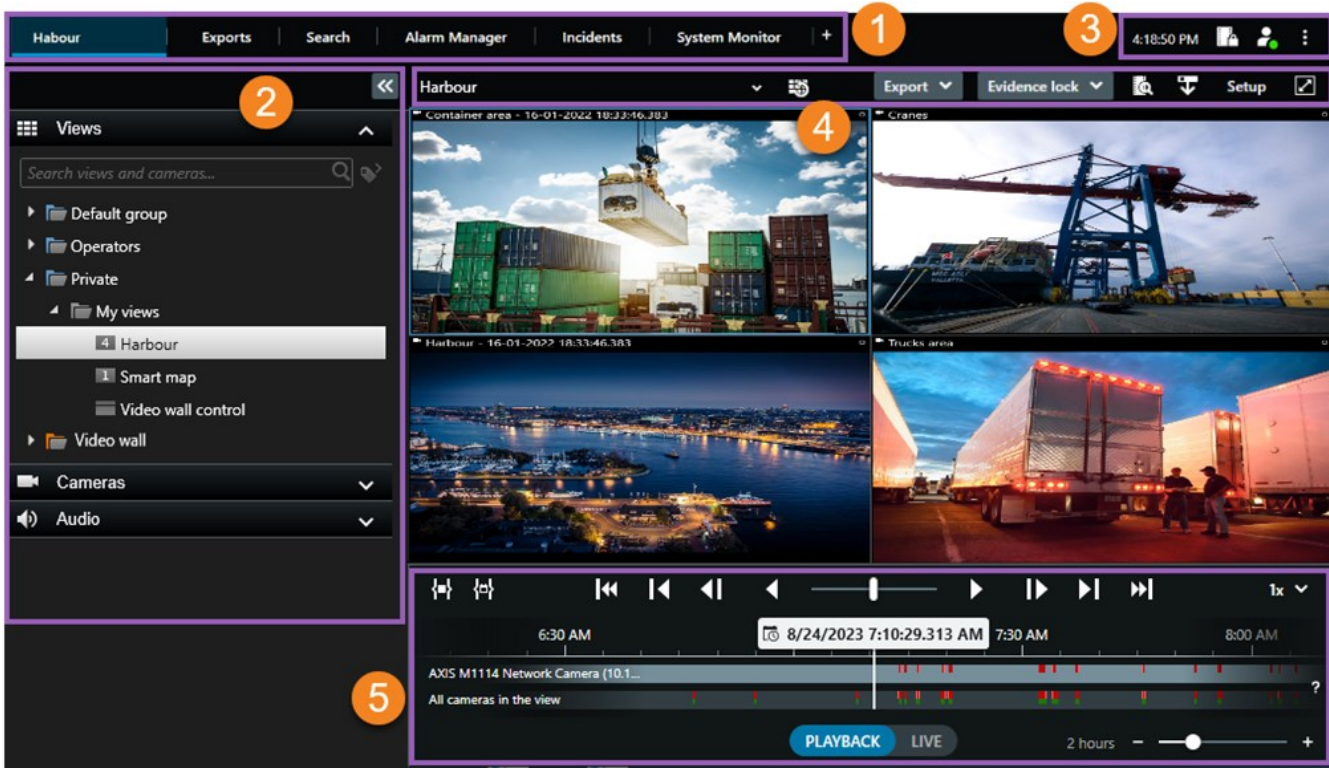 Habour Exports Search Alarm Manager Incidents System Monitor + 1 3 4:18:50 PM
2 Harbour Export Evidence lock Setup
4
Views
Search views and cameras...
Default group
Operators
Private
My views
4 Harbour
1 Smart map
Video wall control
Video wall
Cameras
Audio
Container area - 16-01-2022 18:33:46.383
Cranes
Harbour - 16-01-2022 18:33:46.383
Trucks area
1x
6:30 AM 8/24/2023 7:10:29.313 AM 7:30 AM 8:00 AM
AXIS M1114 Network Camera (10.1...
All cameras in the view
?
5
PLAYBACK LIVE 2 hours - +